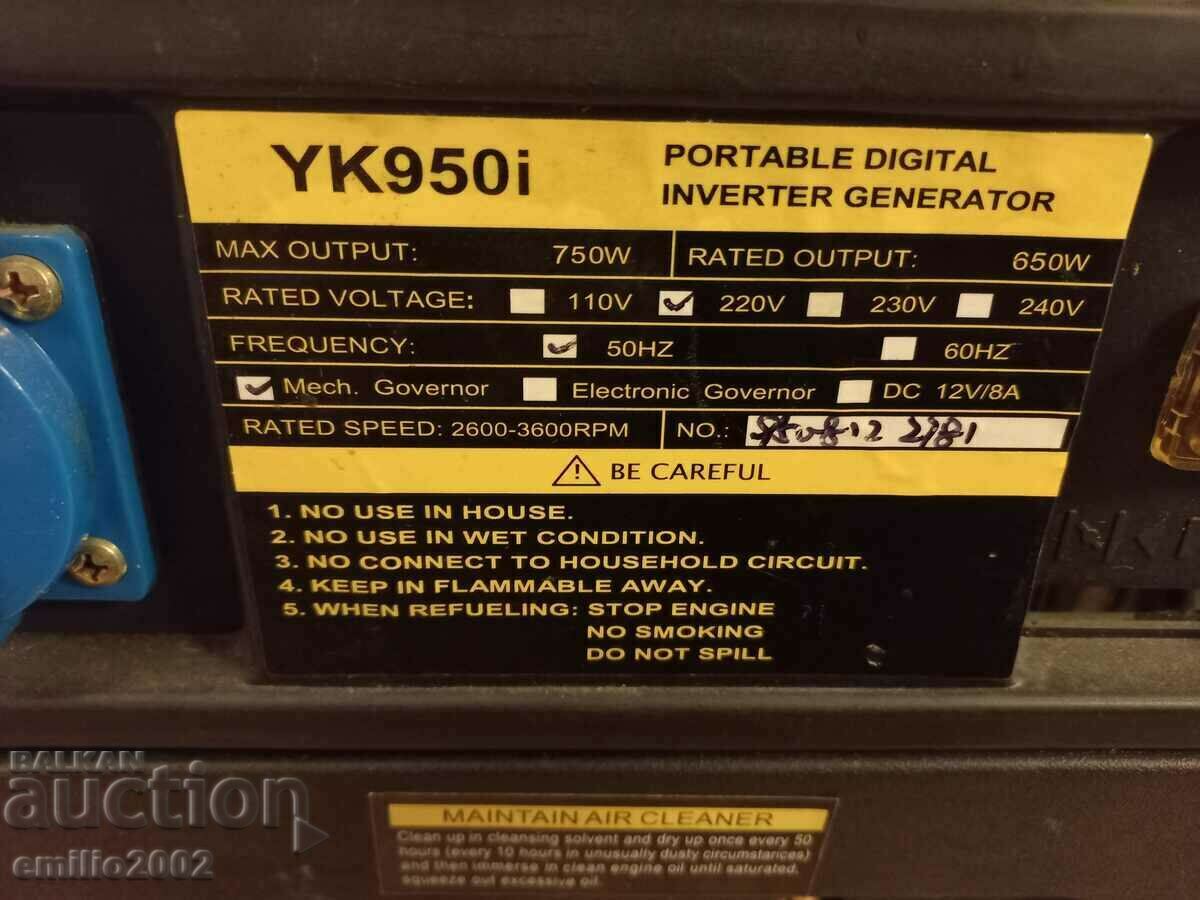 YK950i
PORTABLE DIGITAL
INVERTER GENERATOR
MAX OUTPUT: 750W RATED OUTPUT: 650W
RATED VOLTAGE: 110V 220V 230V 240V
FREQUENCY: 50HZ 60HZ
Mech. Governor Electronic Governor DC 12V/8A
RATED SPEED: 2600-3600RPM NO.:
BE CAREFUL
1. NO USE IN HOUSE.
2. NO USE IN WET CONDITION.
3. NO CONNECT TO HOUSEHOLD CIRCUIT.
4. KEEP IN FLAMMABLE AWAY.
5. WHEN REFUELING: STOP ENGINE
NO SMOKING
DO NOT SPILL
BALKAN
auction
emilio2002
MAINTAIN AIR CLEANER
Clean up in cleansing solvent and dry up once every 50
hours (every 10 hours in unusually dusty circumstances)
and then immerse in clean engine oil until saturated,
squeeze out excessive oil.